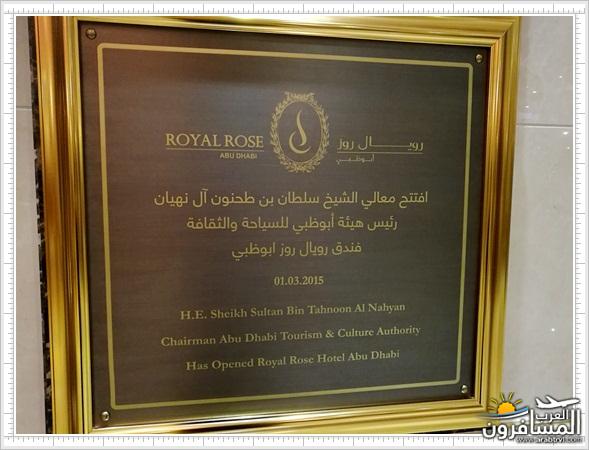 ROYAL ROSE
ABU DHABI
رويال روز
أبوظبي
افتتح معالي الشيخ سلطان بن طحنون آل نهيان
رئيس هيئة أبوظبي للسياحة والثقافة
فندق رويال روز ابوظبي
01.03.2015
H.E. Sheikh Sultan Bin Tahnoon Al Nahyan
Chairman Abu Dhabi Tourism & Culture Authority
Has Opened Royal Rose Hotel Abu Dhabi
العرب
المسافرون
www.arabtrvl.com